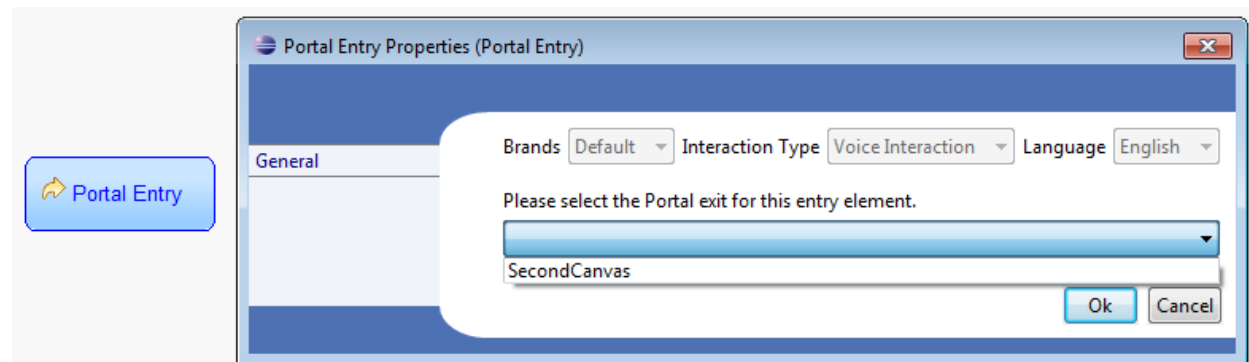 Portal Entry Properties (Portal Entry)
Brands Default Interaction Type Voice Interaction Language English
General
Portal Entry
Please select the Portal exit for this entry element.
SecondCanvas
Ok Cancel